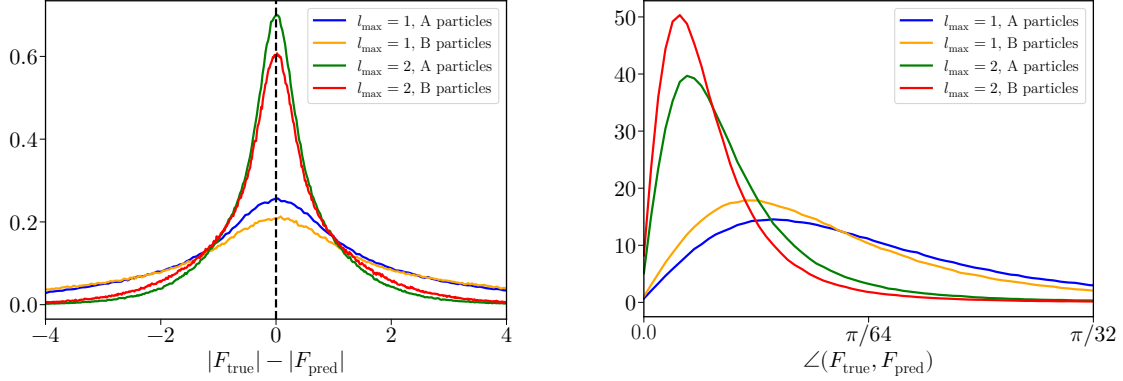 0.6
0.4
0.2
0.0
−4
−2
0
2
4
|F_true| − |F_pred|
l_max = 1, A particles
l_max = 1, B particles
l_max = 2, A particles
l_max = 2, B particles
50
40
30
20
10
0
0.0
π/64
π/32
∠(F_true, F_pred)
l_max = 1, A particles
l_max = 1, B particles
l_max = 2, A particles
l_max = 2, B particles